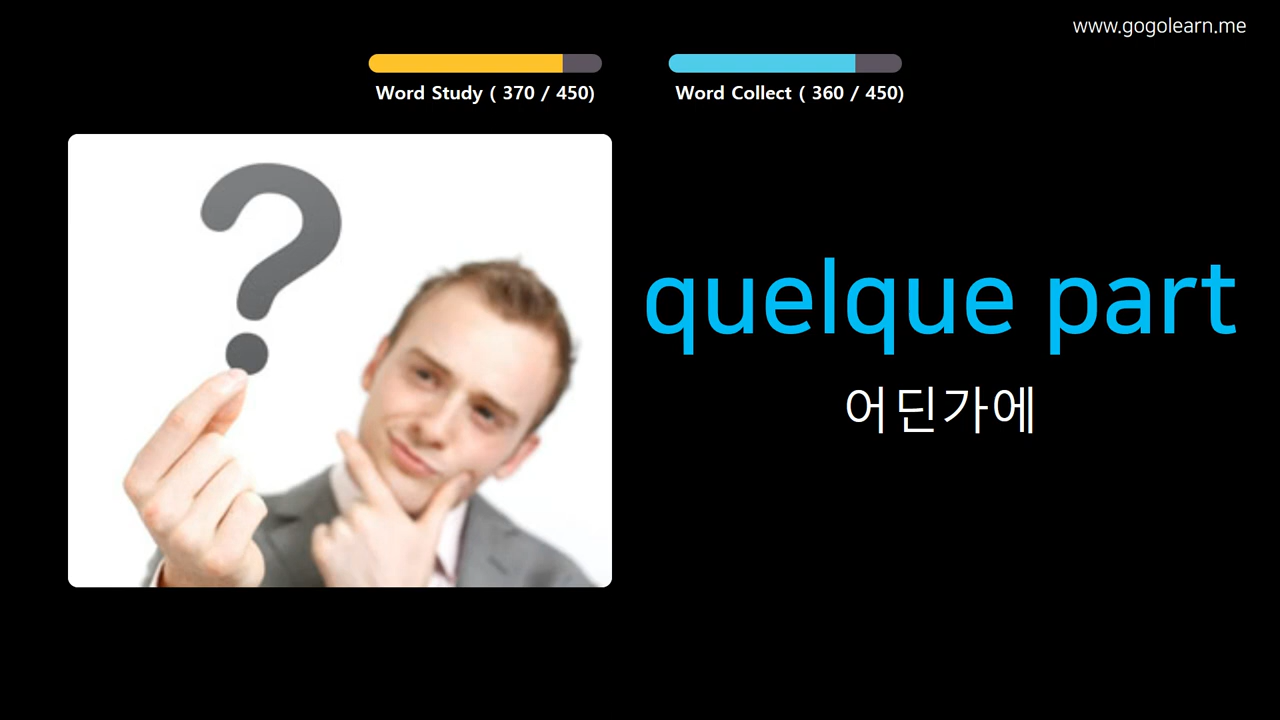 www.gogolearn.me
Word Study ( 370 / 450)
Word Collect ( 360 / 450)
?
quelque part
어딘가에